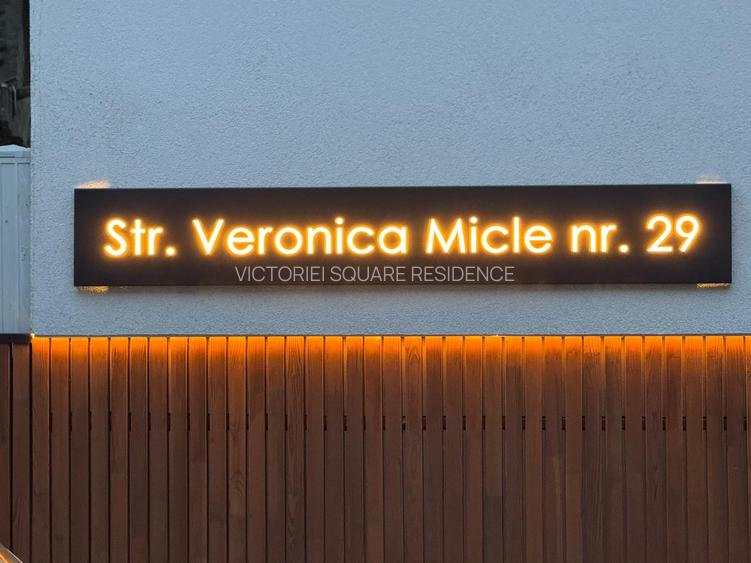 Str. Veronica Micle nr. 29
VICTORIEI SQUARE RESIDENCE